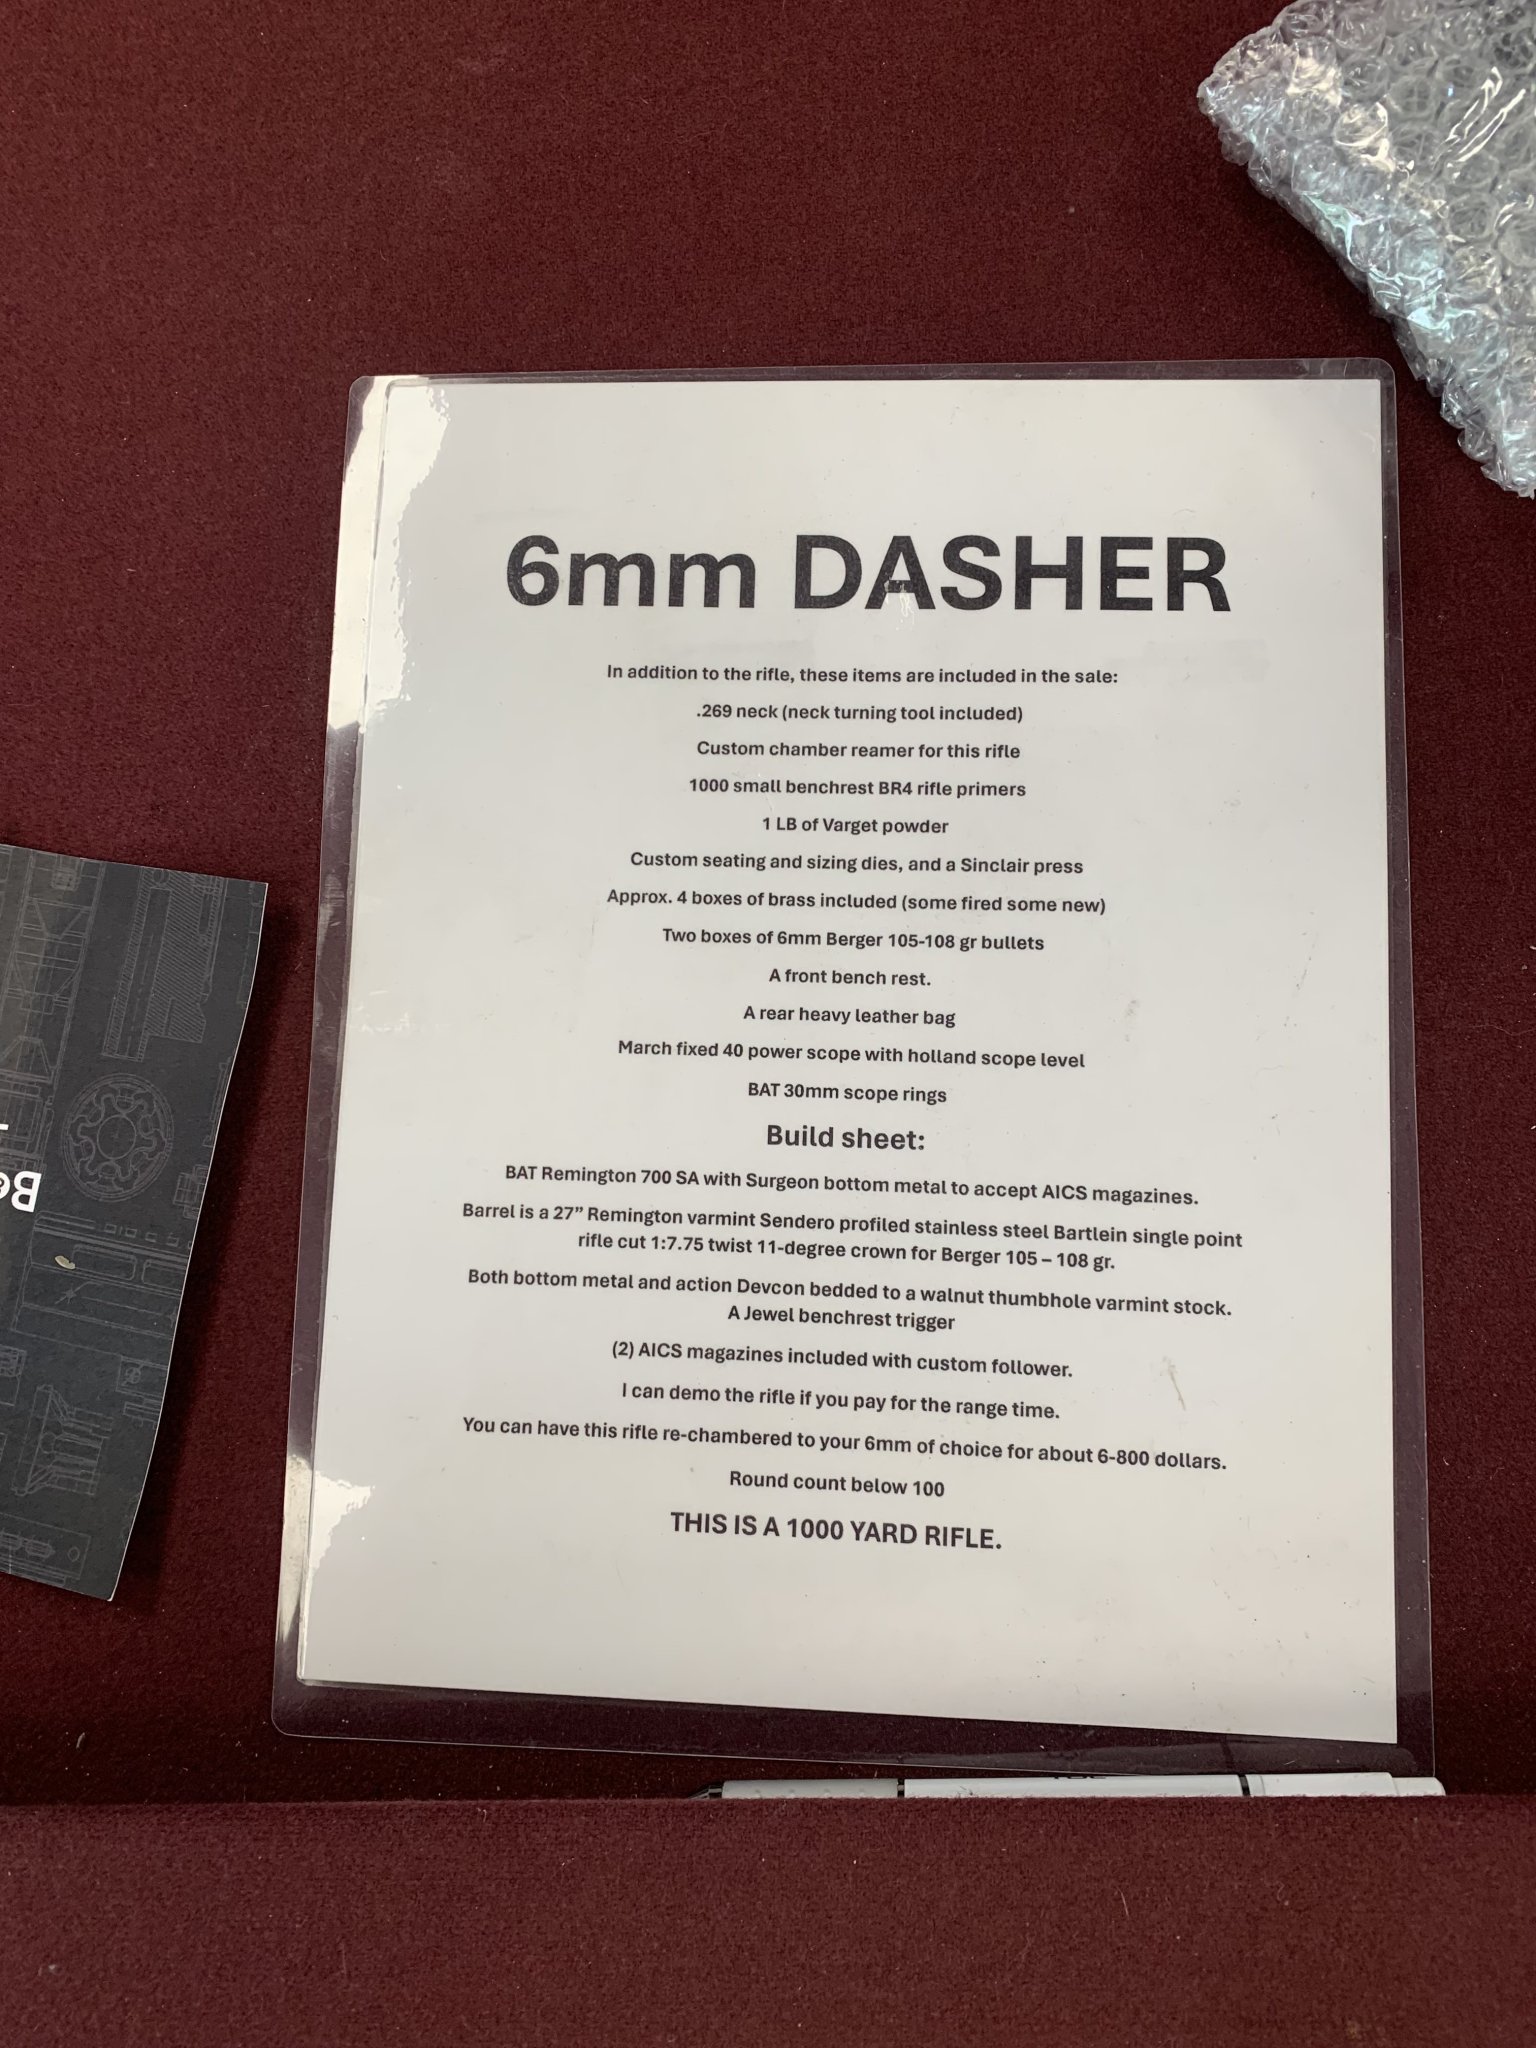 6mm DASHER
In addition to the rifle, these items are included in the sale:
.269 neck (neck turning tool included)
Custom chamber reamer for this rifle
1000 small benchrest BR4 rifle primers
1 LB of Varget powder
Custom seating and sizing dies, and a Sinclair press
Approx. 4 boxes of brass included (some fired some new)
Two boxes of 6mm Berger 105-108 gr bullets
A front bench rest.
A rear heavy leather bag
March fixed 40 power scope with holland scope level
BAT 30mm scope rings
Build sheet:
BAT Remington 700 SA with Surgeon bottom metal to accept AICS magazines.
Barrel is a 27” Remington varmint Sendero profiled stainless steel Bartlein single point
rifle cut 1:7.75 twist 11-degree crown for Berger 105 – 108 gr.
Both bottom metal and action Devcon bedded to a walnut thumbhole varmint stock.
A Jewel benchrest trigger
(2) AICS magazines included with custom follower.
I can demo the rifle if you pay for the range time.
You can have this rifle re-chambered to your 6mm of choice for about 6-800 dollars.
Round count below 100
THIS IS A 1000 YARD RIFLE.